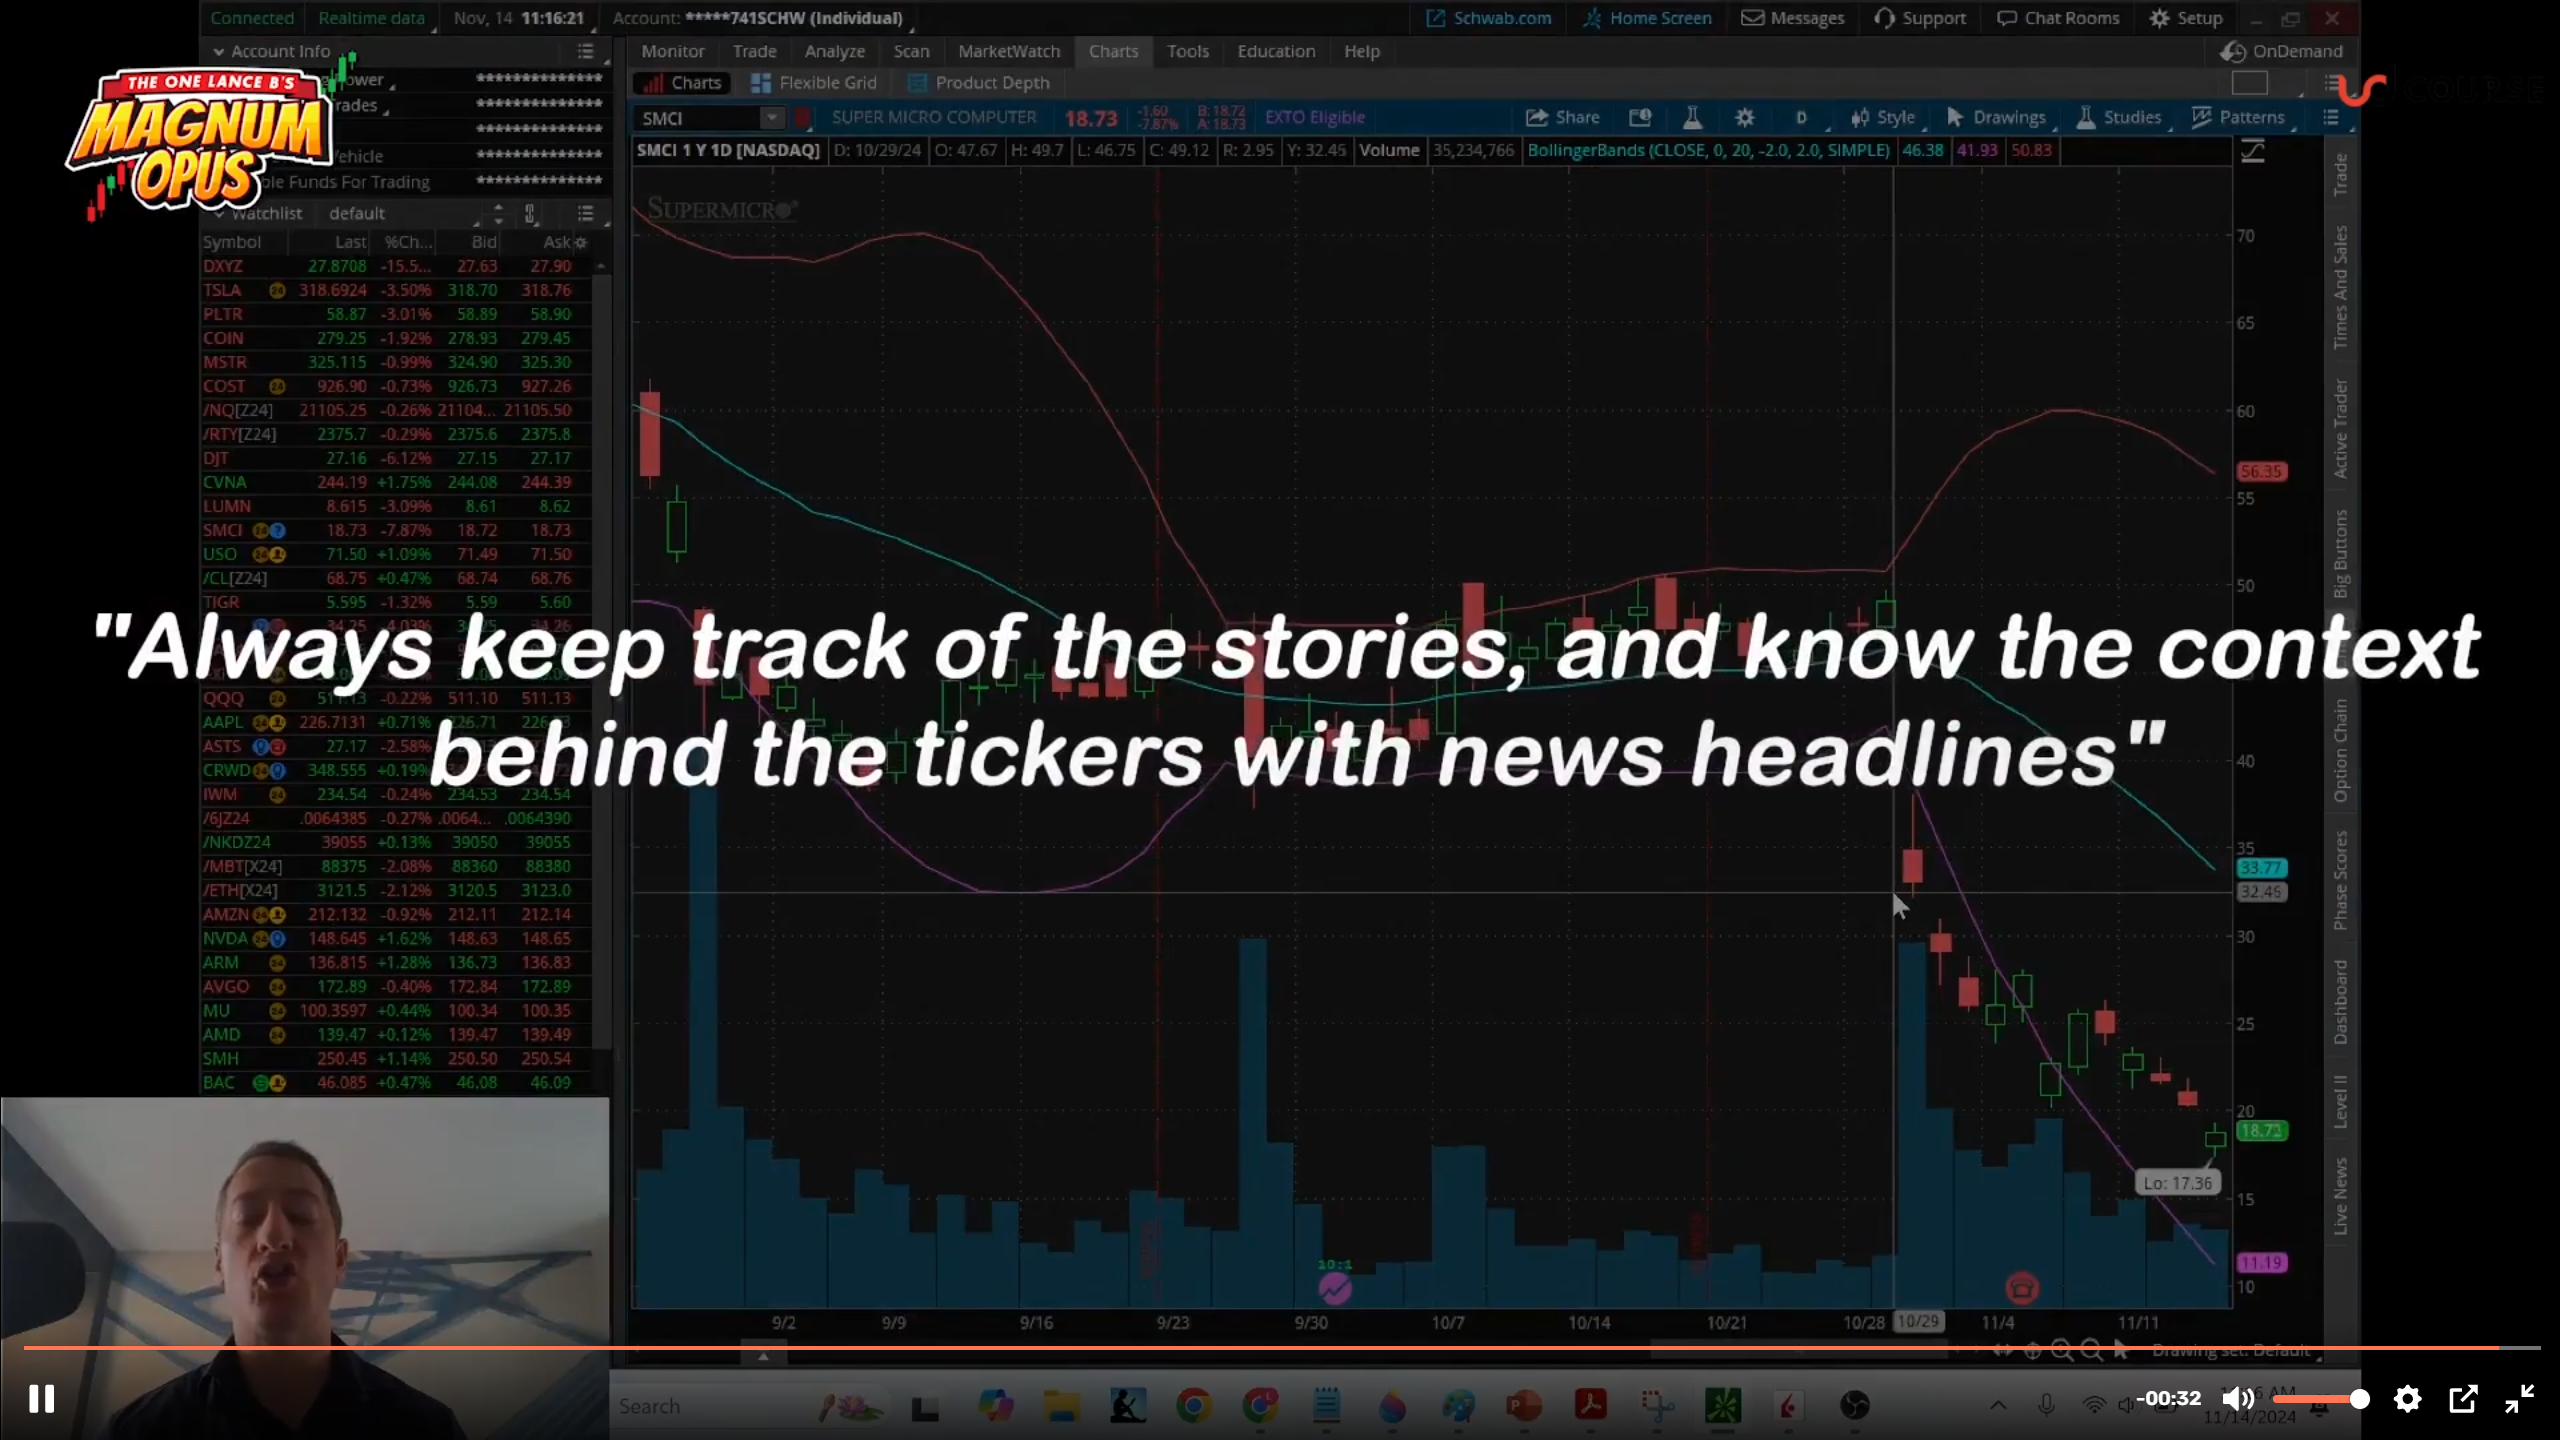 Connected Realtime data Nov, 14 11:16:21 Account: *****741SCHW (Individual) Schwab.com Home Screen Messages Support Chat Rooms Setup
Account Info Monitor Trade Analyze Scan MarketWatch Charts Tools Education Help OnDemand
THE ONE LANCE B'S
MAGNUM
OPUS
ower **************
rades **************
**************
ehicle **************
ble Funds For Trading **************
Charts Flexible Grid Product Depth
COURSE
SMCI SUPER MICRO COMPUTER 18.73 -1.60 -7.87% B: 18.72 A: 18.73 EXTO Eligible Share D Style Drawings Studies Patterns
SMCI 1 Y 1D [NASDAQ] D: 10/29/24 O: 47.67 H: 49.7 L: 46.75 C: 49.12 R: 2.95 Y: 32.45 Volume 35,234,766 BollingerBands (CLOSE, 0, 20, -2.0, 2.0, SIMPLE) 46.38 41.93 50.83
SUPERMICRO
Watchlist default
Symbol Last %Ch... Bid Ask
DXYZ 27.8708 -15.5... 27.63 27.90
TSLA 318.6924 -3.50% 318.70 318.76
PLTR 58.87 -3.01% 58.89 58.90
COIN 279.25 -1.92% 278.93 279.45
MSTR 325.115 -0.99% 324.90 325.30
COST 926.90 -0.73% 926.73 927.26
/NQ[Z24] 21105.25 -0.26% 21104... 21105.50
/RTY[Z24] 2375.7 -0.29% 2375.6 2375.8
DJT 27.16 -6.12% 27.15 27.17
CVNA 244.19 +1.75% 244.08 244.39
LUMN 8.615 -3.09% 8.61 8.62
SMCI 18.73 -7.87% 18.72 18.73
USO 71.50 +1.09% 71.49 71.50
/CL[Z24] 68.75 +0.47% 68.74 68.76
TIGR 5.595 -1.32% 5.59 5.60
"Always keep track of the stories, and know the context
behind the tickers with news headlines"
QQQ 511.13 -0.22% 511.10 511.13
AAPL 226.7131 +0.71% 226.71
ASTS 27.17 -2.58%
CRWD 348.555 +0.19%
IWM 234.54 -0.24% 234.53 234.54
/6JZ24 .0064385 -0.27% .0064... .0064390
/NKDZ24 39055 +0.13% 39050 39055
/MBT[X24] 88375 -2.08% 88360 88380
/ETH[X24] 3121.5 -2.12% 3120.5 3123.0
AMZN 212.132 -0.92% 212.11 212.14
NVDA 148.645 +1.62% 148.63 148.65
ARM 136.815 +1.28% 136.73 136.83
AVGO 172.89 -0.40% 172.84 172.89
MU 100.3597 +0.44% 100.34 100.35
AMD 139.47 +0.12% 139.47 139.49
SMH 250.45 +1.14% 250.50 250.54
BAC 46.085 +0.47% 46.08 46.09
70
65
60
56.35
55
50
40
35
33.77
32.46
30
25
20
18.72
Lo: 17.36
15
11.19
10
10:1
9/2 9/9 9/16 9/23 9/30 10/7 10/14 10/21 10/28 10/29 11/4 11/11
Drawing set: Default
Trade
Times And Sales
Active Trader
Big Buttons
Option Chain
Phase Scores
Dashboard
Level II
Live News
Search
-00:32
11/14/2024